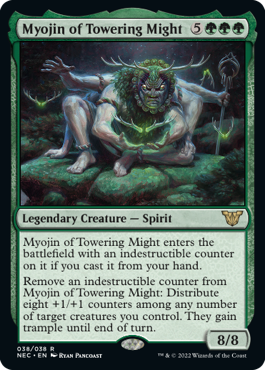 Myojin of Towering Might 5
Legendary Creature — Spirit
Myojin of Towering Might enters the
battlefield with an indestructible counter
on it if you cast it from your hand.
Remove an indestructible counter from
Myojin of Towering Might: Distribute
eight +1/+1 counters among any number
of target creatures you control. They gain
trample until end of turn.
8/8
038/038 R
NEC • EN Ryan Pancoast
™ & © 2022 Wizards of the Coast